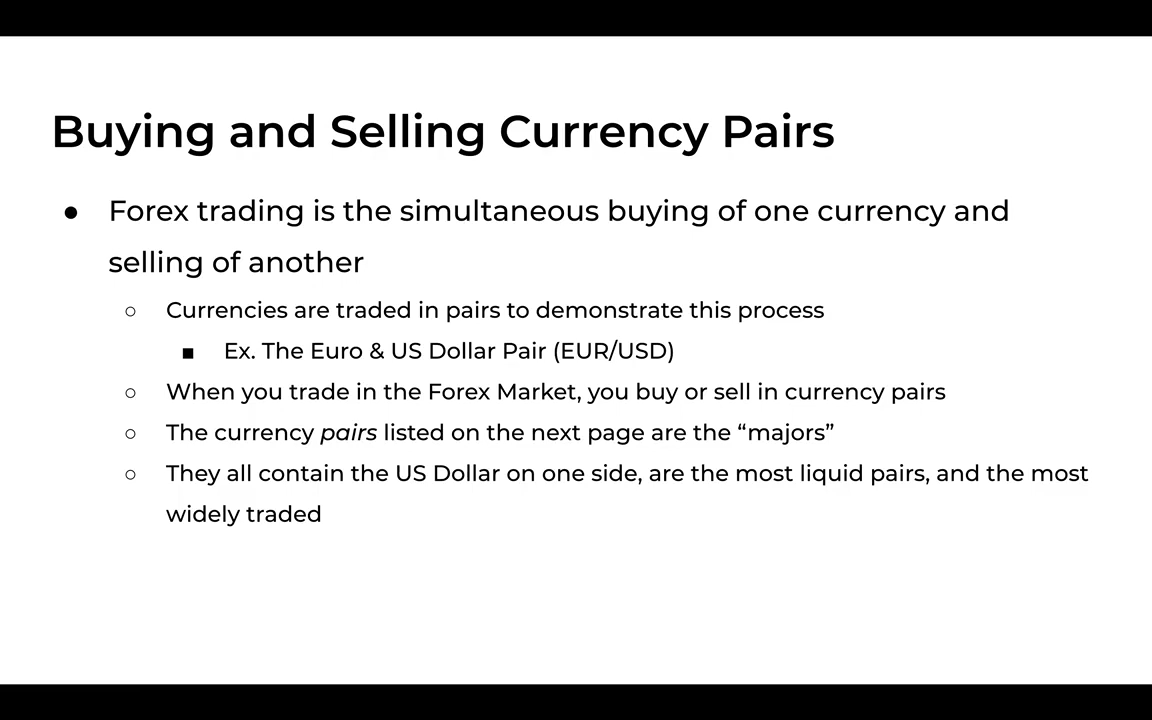 Buying and Selling Currency Pairs
● Forex trading is the simultaneous buying of one currency and
selling of another
○ Currencies are traded in pairs to demonstrate this process
■ Ex. The Euro & US Dollar Pair (EUR/USD)
○ When you trade in the Forex Market, you buy or sell in currency pairs
○ The currency pairs listed on the next page are the “majors”
○ They all contain the US Dollar on one side, are the most liquid pairs, and the most
widely traded